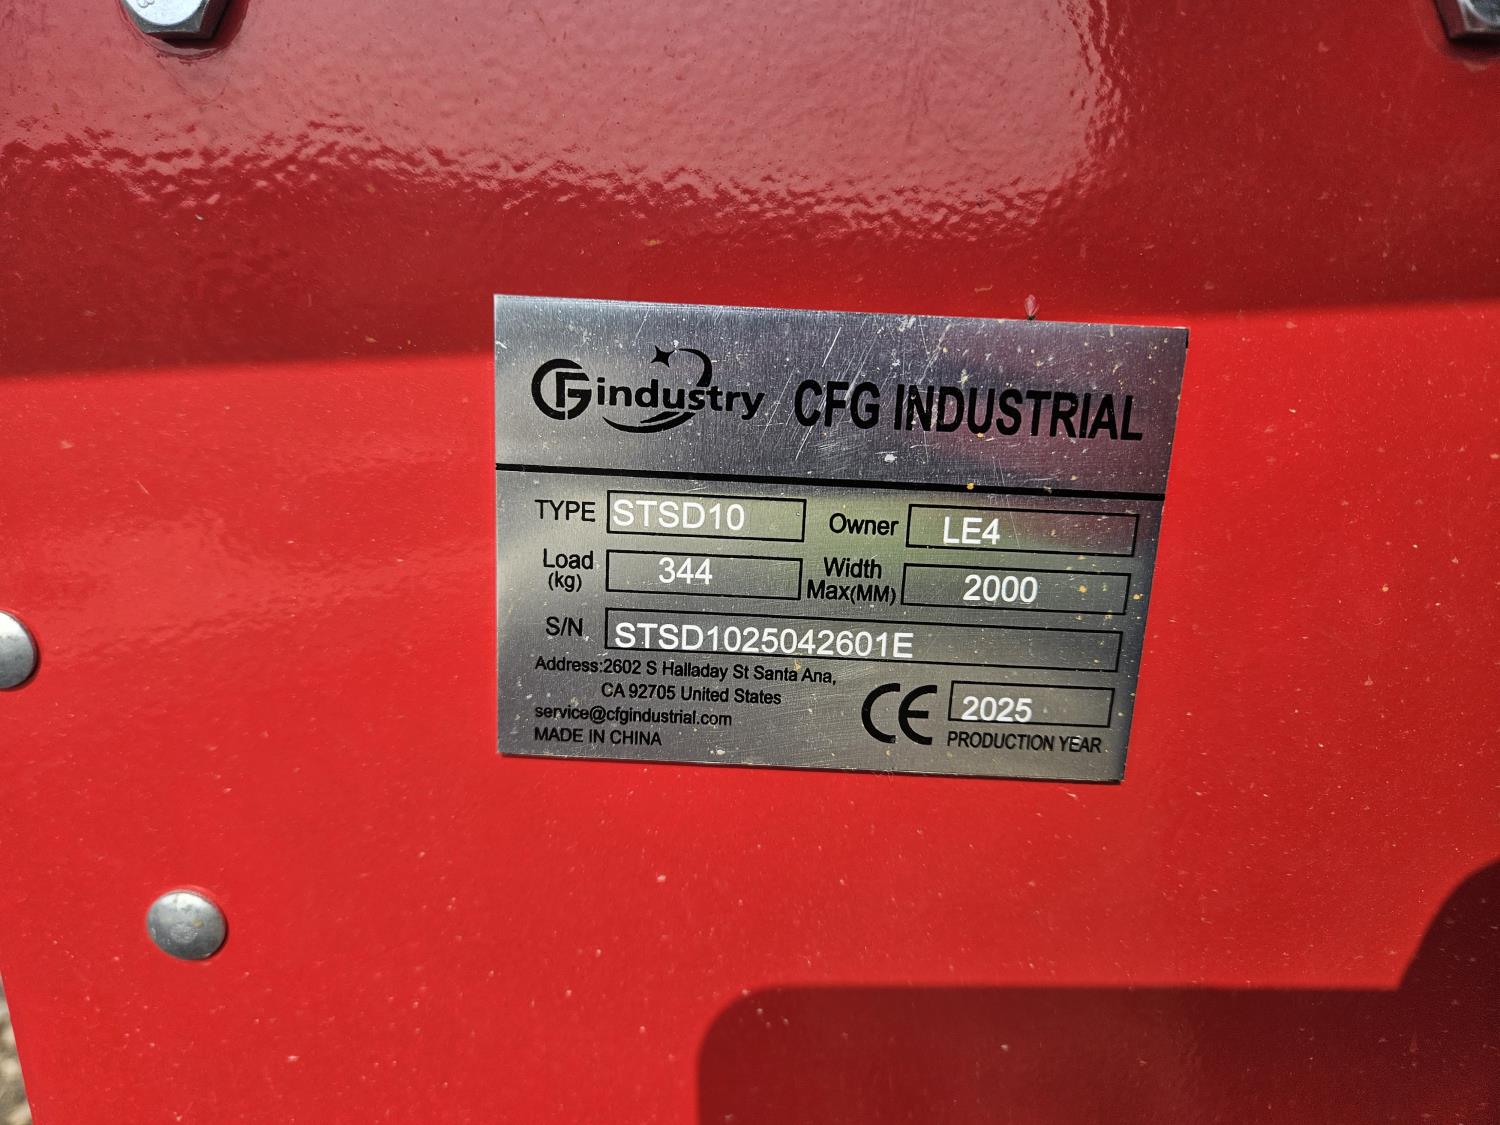 CFindustry CFG INDUSTRIAL
TYPE STSD10 Owner LE4
Load (kg) 344 Width Max(MM) 2000
S/N STSD1025042601E
Address:2602 S Halladay St Santa Ana,
CA 92705 United States
service@cfgindustrial.com
MADE IN CHINA
CE 2025
PRODUCTION YEAR